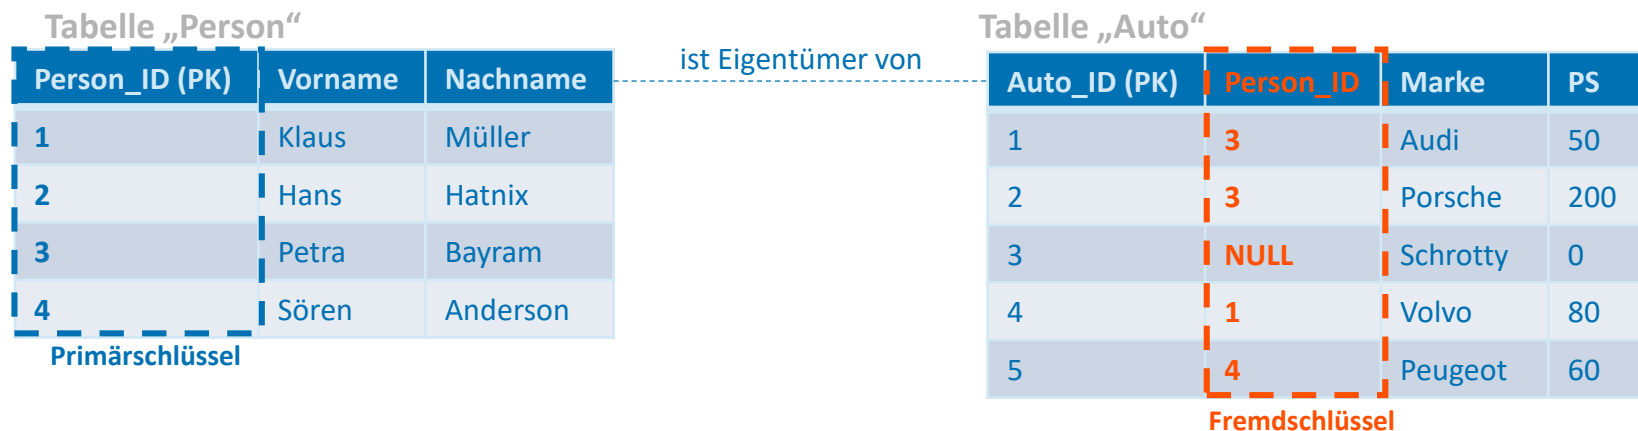 Tabelle „Person“
Person_ID (PK) Vorname Nachname
1 Klaus Müller
2 Hans Hatnix
3 Petra Bayram
4 Sören Anderson
Primärschlüssel
ist Eigentümer von
Tabelle „Auto“
Auto_ID (PK) Person_ID Marke PS
1 3 Audi 50
2 3 Porsche 200
3 NULL Schrotty 0
4 1 Volvo 80
5 4 Peugeot 60
Fremdschlüssel